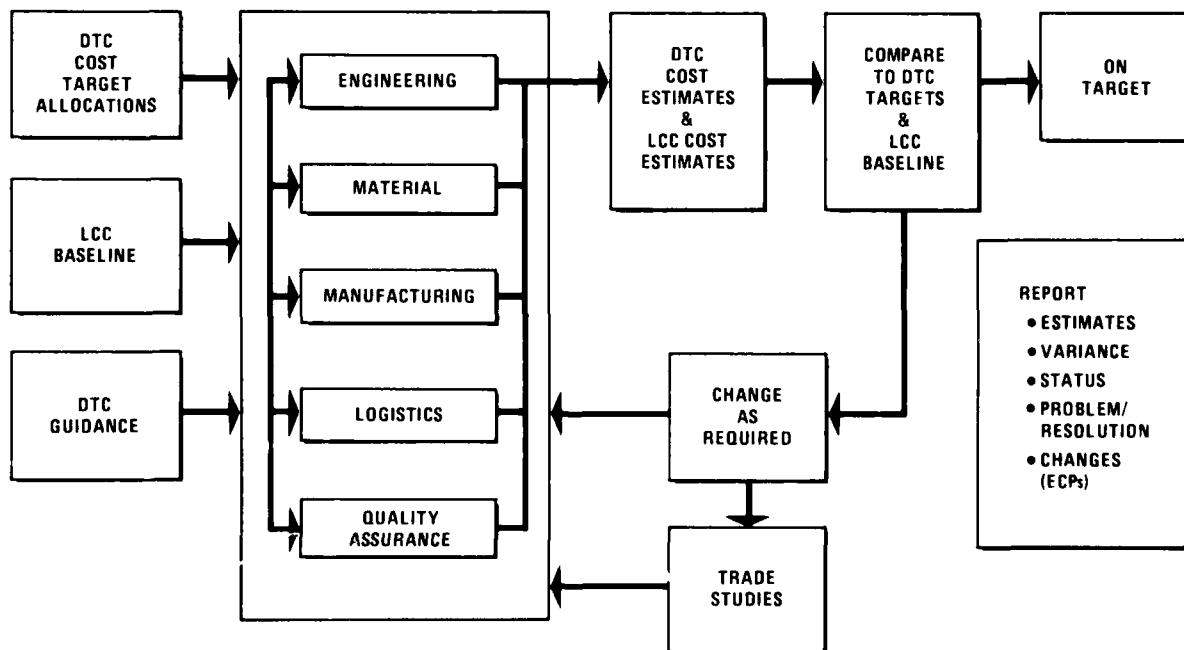 DTC
COST
TARGET
ALLOCATIONS
LCC
BASELINE
DTC
GUIDANCE
ENGINEERING
MATERIAL
MANUFACTURING
LOGISTICS
QUALITY
ASSURANCE
DTC
COST
ESTIMATES
&
LCC COST
ESTIMATES
COMPARE
TO DTC
TARGETS
&
LCC
BASELINE
ON
TARGET
CHANGE
AS
REQUIRED
TRADE
STUDIES
REPORT
• ESTIMATES
• VARIANCE
• STATUS
• PROBLEM/
RESOLUTION
• CHANGES
(ECPs)